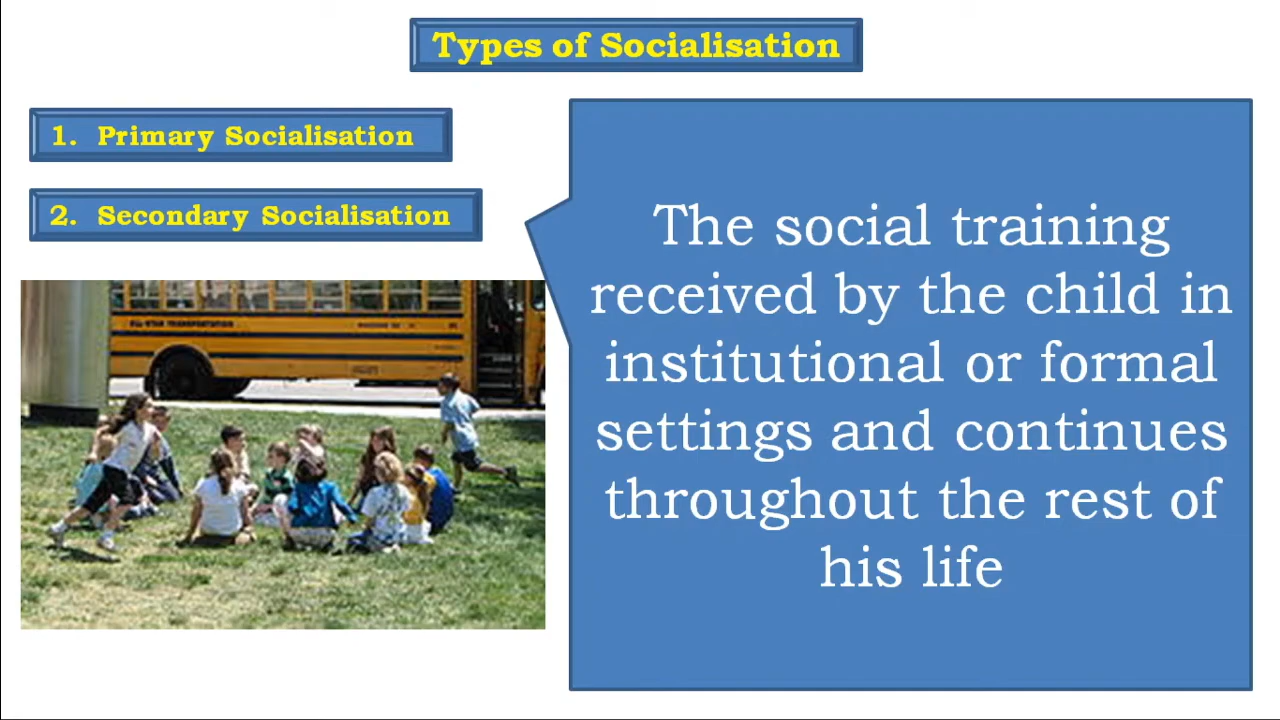 Types of Socialisation
1. Primary Socialisation
2. Secondary Socialisation
The social training
received by the child in
institutional or formal
settings and continues
throughout the rest of
his life